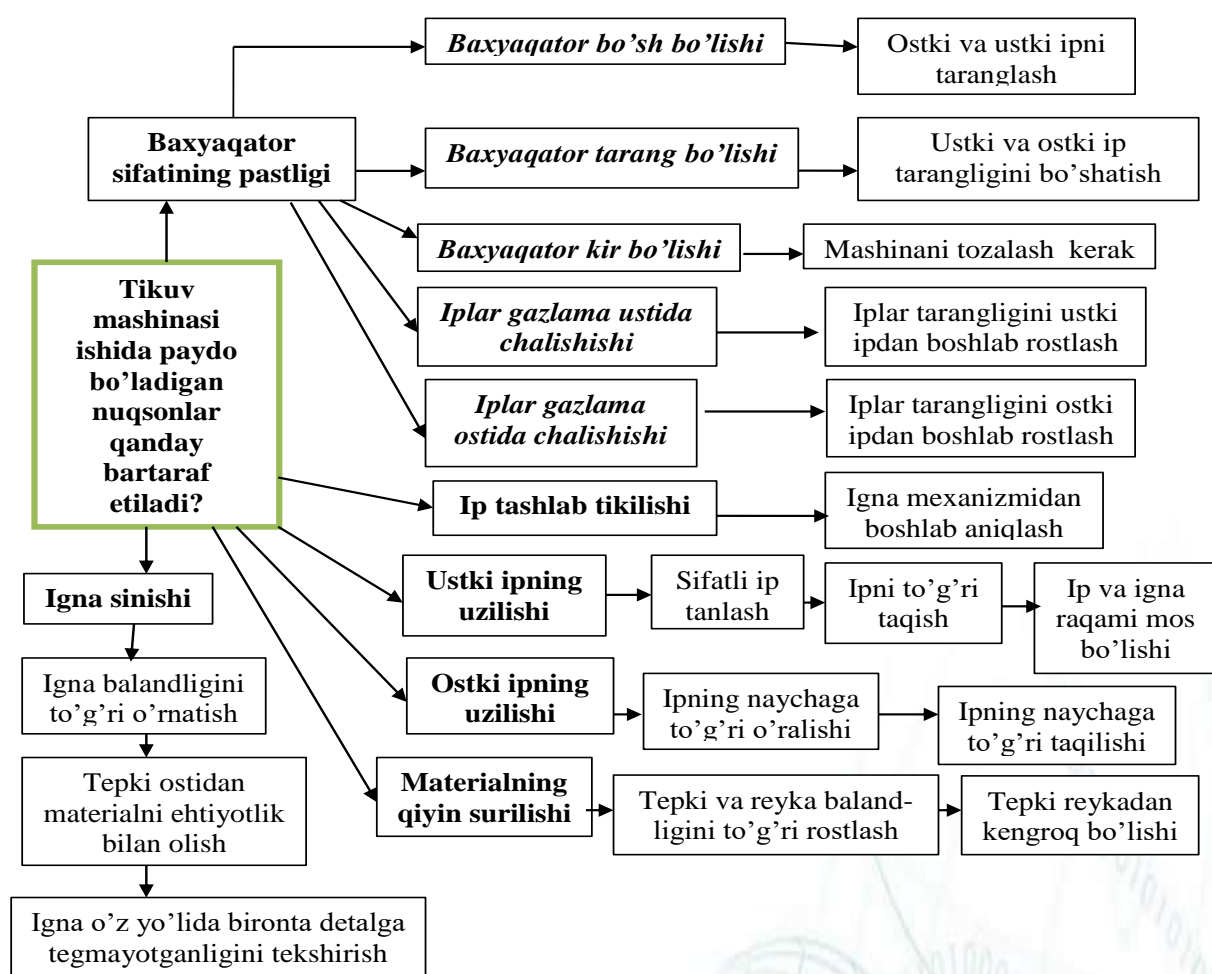 Baxyaqator bo’sh bo’lishi
Ostki va ustki ipni
taranglash
Baxyaqator
sifatining pastligi
Baxyaqator tarang bo’lishi
Ustki va ostki ip
tarangligini bo’shatish
Baxyaqator kir bo’lishi
Mashinani tozalash kerak
Tikuv
mashinasi
ishida paydo
bo’ladigan
nuqsonlar
qanday
bartaraf
etiladi?
Iplar gazlama ustida
chalishishi
Iplar tarangligini ustki
ipdan boshlab rostlash
Iplar gazlama
ostida chalishishi
Iplar tarangligini ostki
ipdan boshlab rostlash
Ip tashlab tikilishi
Igna mexanizmidan
boshlab aniqlash
Ustki ipning
uzilishi
Sifatli ip
tanlash
Ipni to’g’ri
taqish
Ip va igna
raqami mos
bo’lishi
Igna sinishi
Igna balandligini
to’g’ri o’rnatish
Ostki ipning
uzilishi
Ipning naychaga
to’g’ri o’ralishi
Ipning naychaga
to’g’ri taqilishi
Tepki ostidan
materialni ehtiyotlik
bilan olish
Materialning
qiyin surilishi
Tepki va reyka baland-
ligini to’g’ri rostlash
Tepki reykadan
kengroq bo’lishi
Igna o’z yo’lida bironta detalga
tegmayotganligini tekshirish